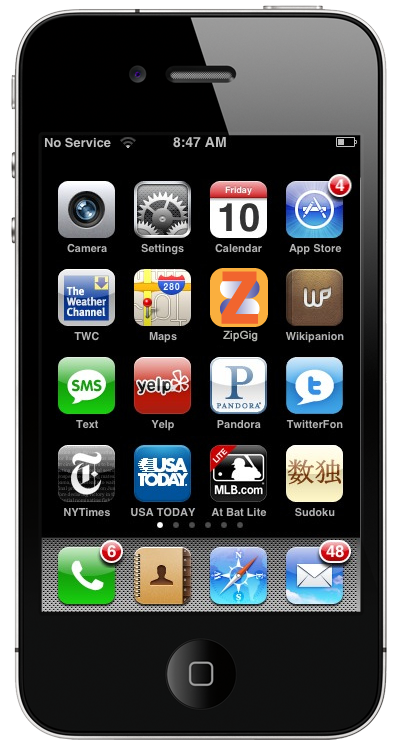 No Service 8:47 AM
Friday
10
4
Camera Settings Calendar App Store
The
Weather
Channel
280
Z
WP
TWC Maps ZipGig Wikipanion
SMS
yelp
P
PANDORA
t
Text Yelp Pandora TwitterFon
T
USA
TODAY
LITE
MLB.com
数独
NYTimes USA TODAY At Bat Lite Sudoku
6
48